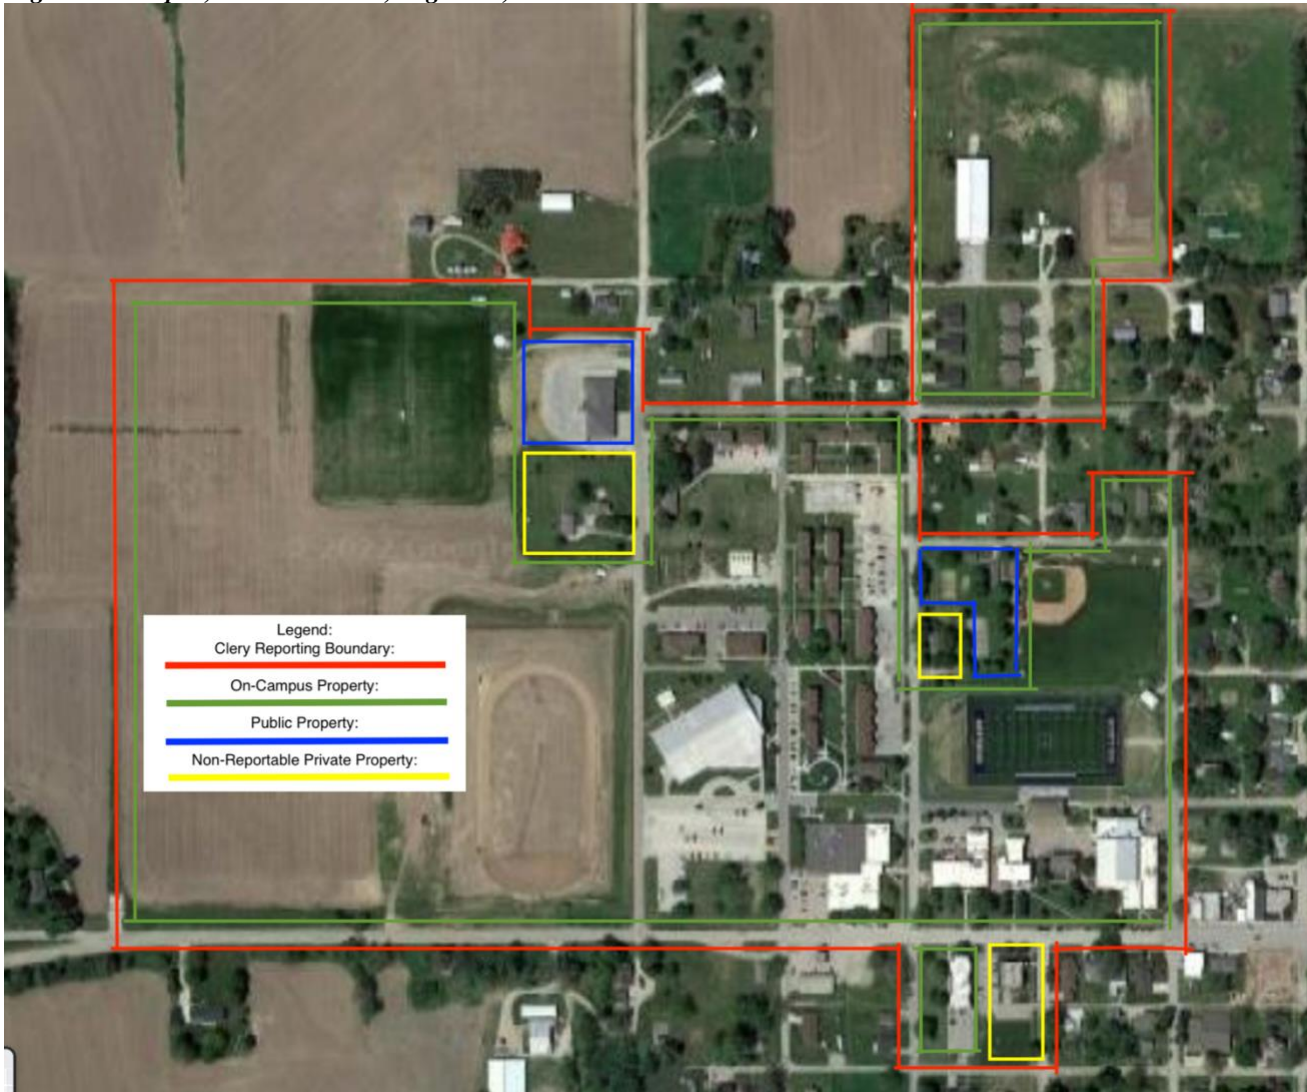 Legend:
Clery Reporting Boundary:
On-Campus Property:
Public Property:
Non-Reportable Private Property: